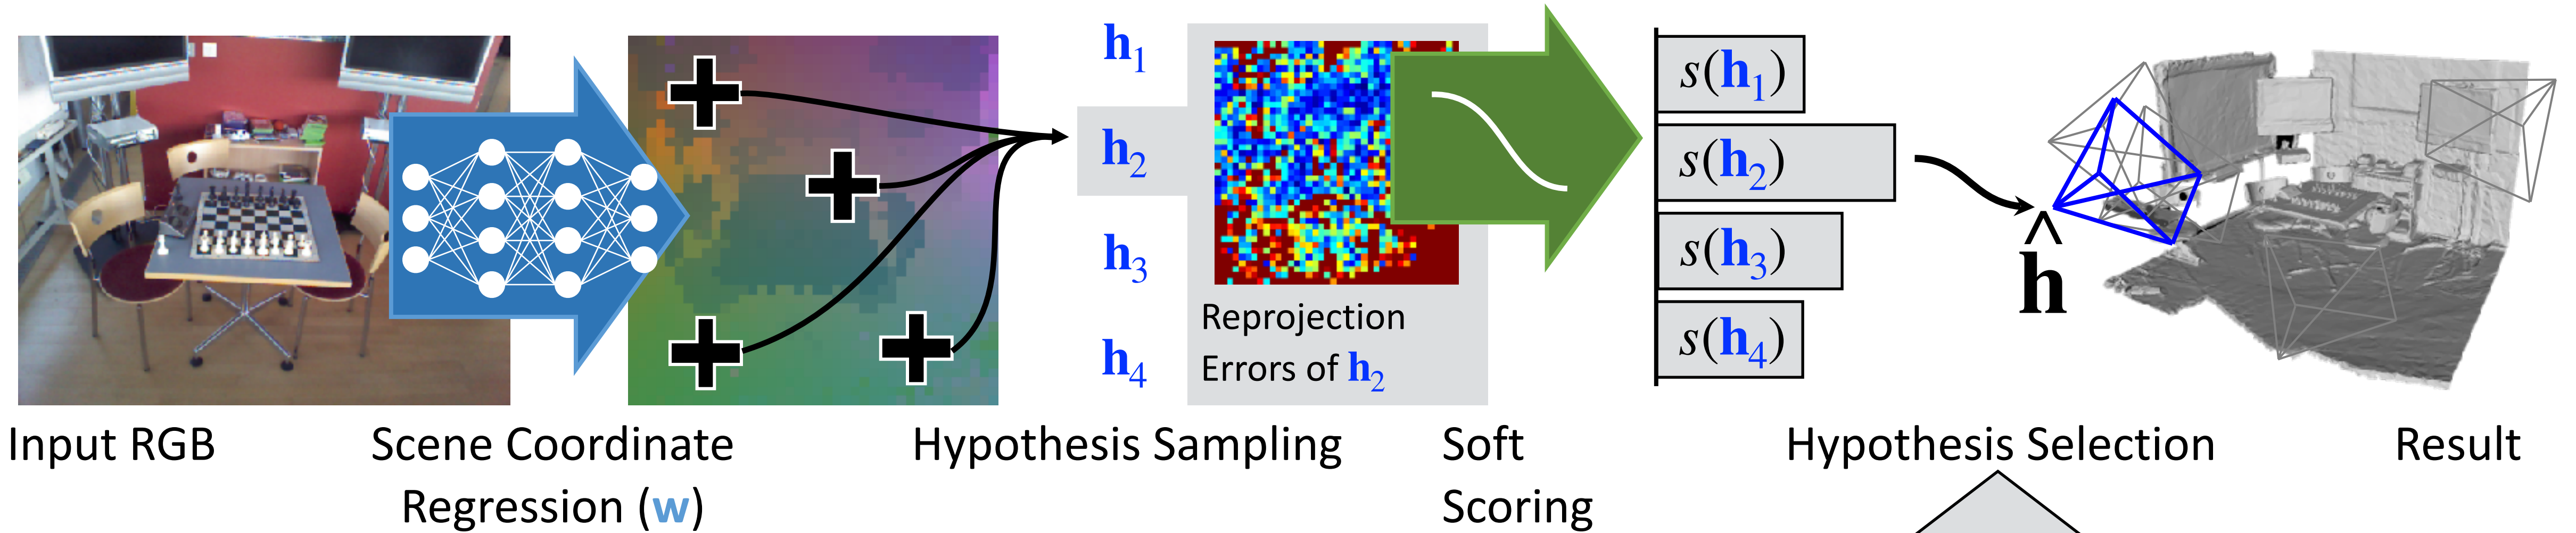 h1
h2
h3
h4
Reprojection
Errors of h2
s(h1)
s(h2)
s(h3)
s(h4)
ĥ
Input RGB
Scene Coordinate
Regression (w)
Hypothesis Sampling
Soft
Scoring
Hypothesis Selection
Result